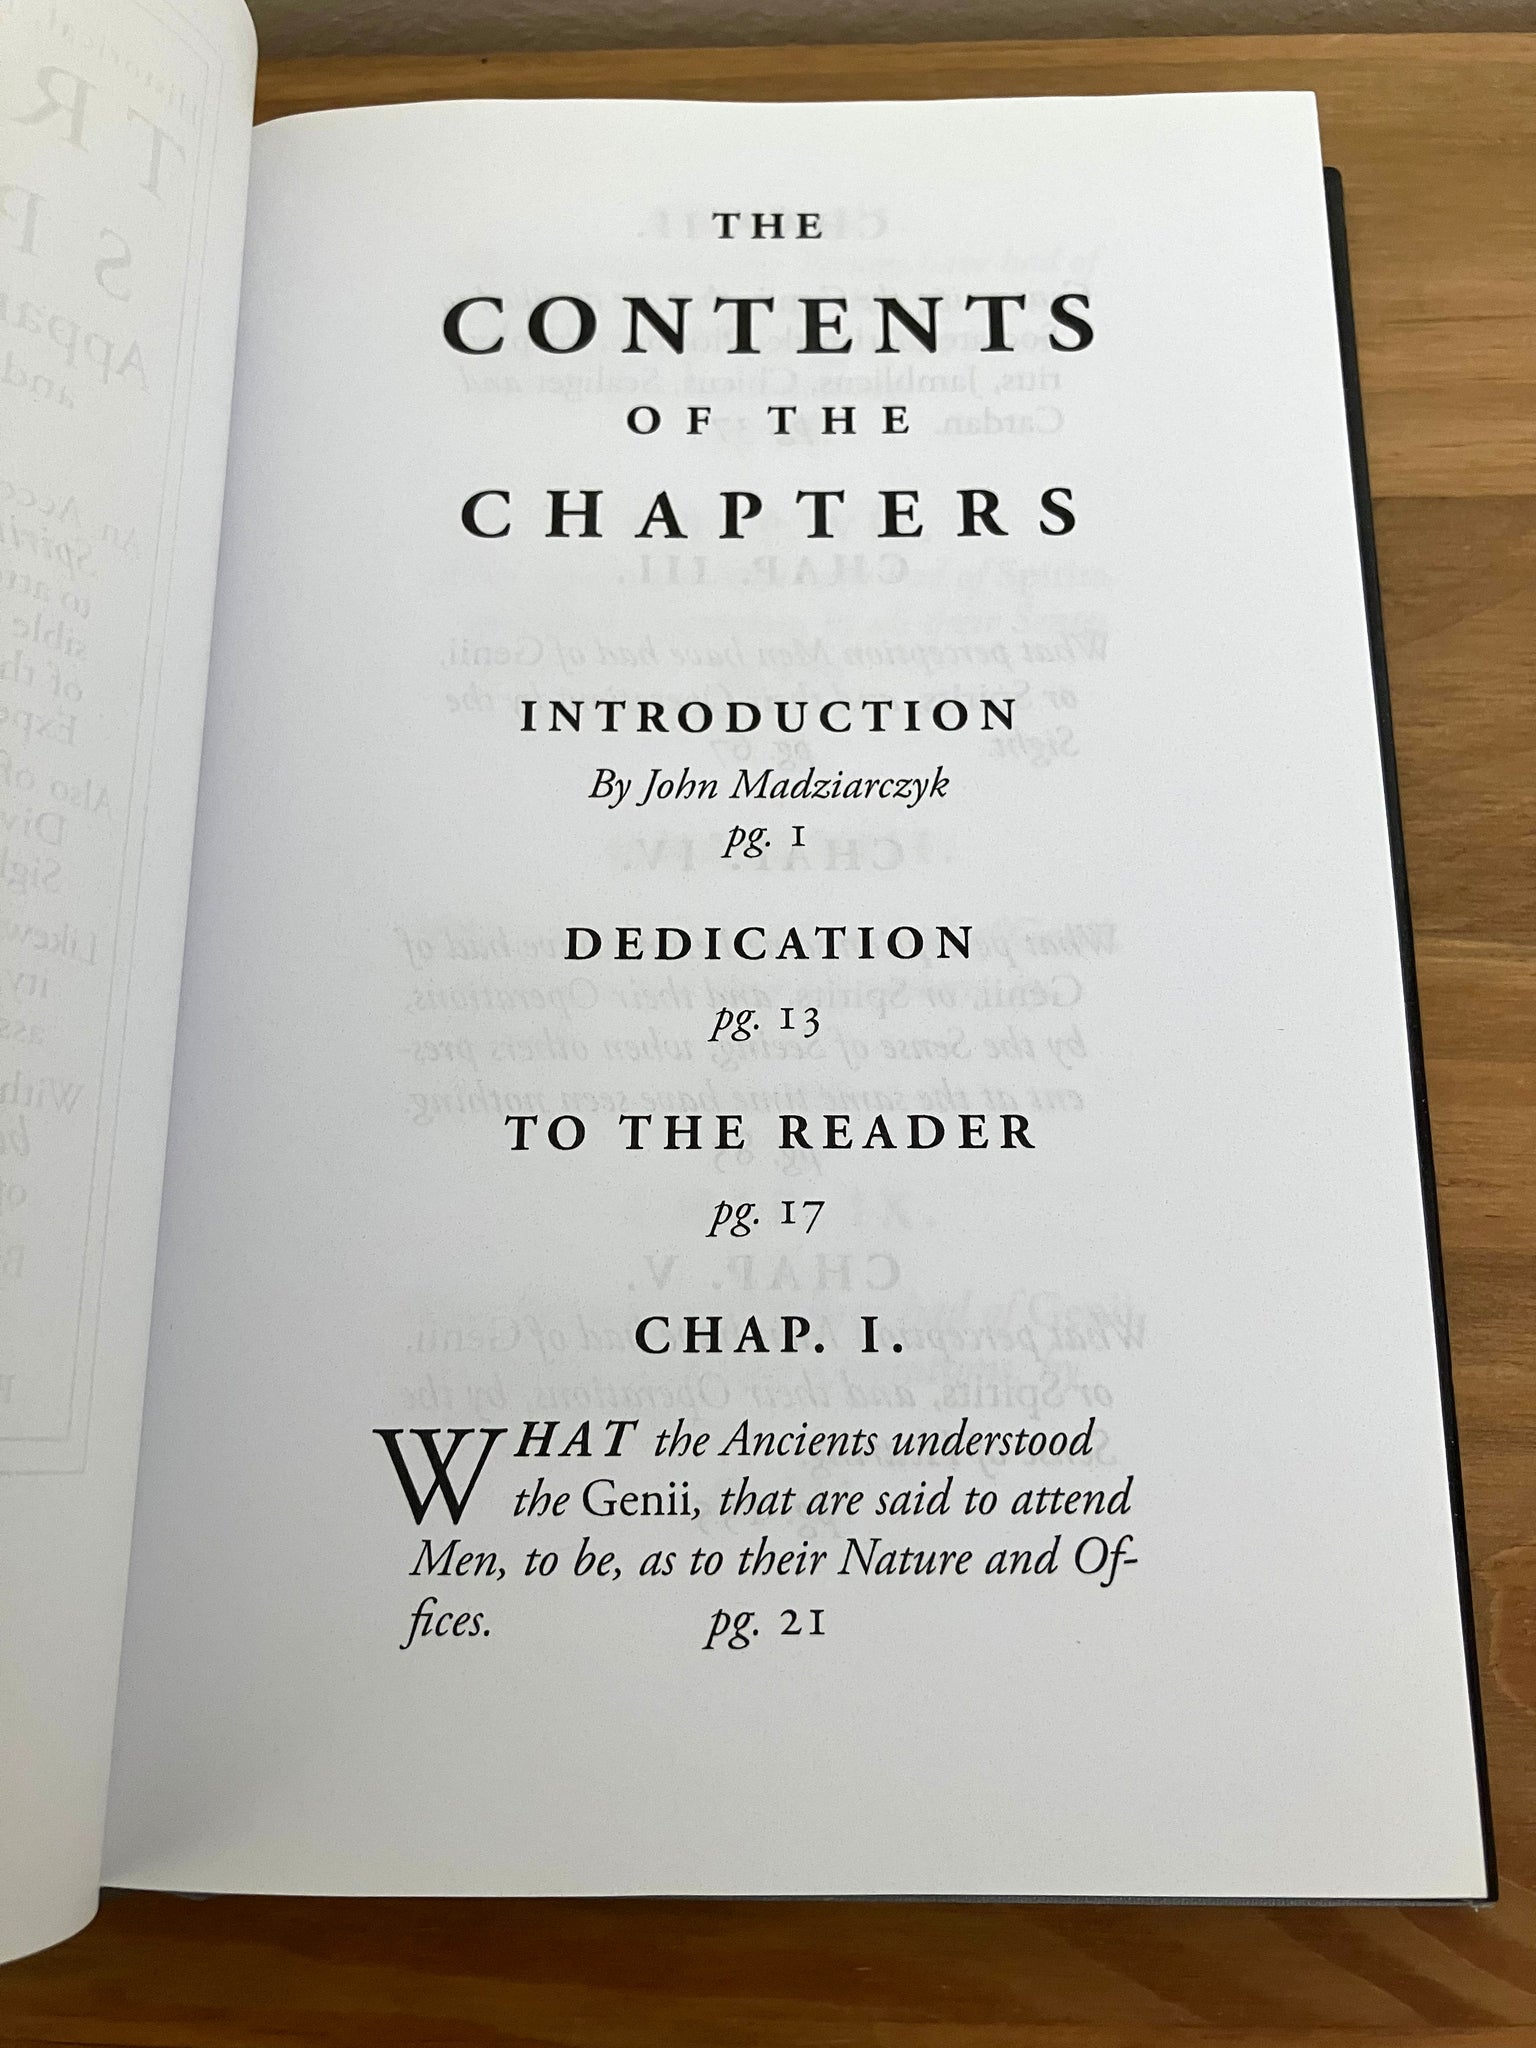 THE
CONTENTS
OF THE
CHAPTERS
INTRODUCTION
By John Madziarczyk
pg. 1
DEDICATION
pg. 13
TO THE READER
pg. 17
CHAP. I.
WHAT the Ancients understood
the Genii, that are said to attend
Men, to be, as to their Nature and Of-
fices. pg. 21